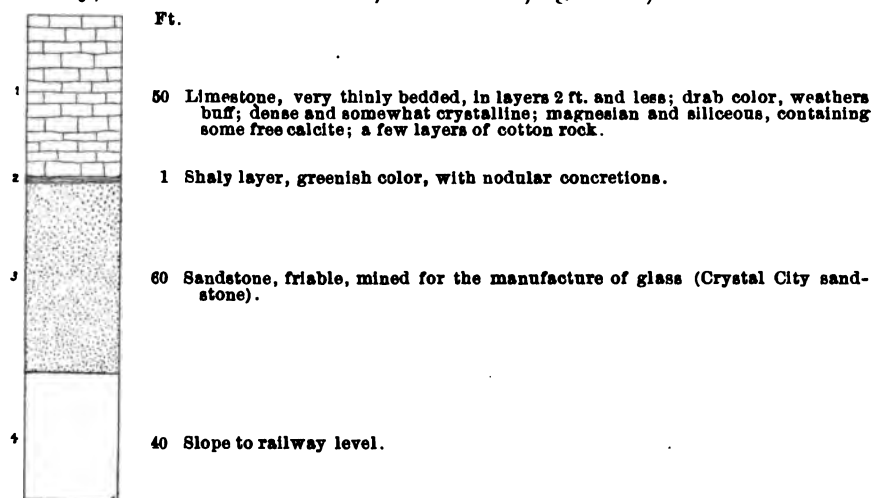 Ft.
1 50 Limestone, very thinly bedded, in layers 2 ft. and less; drab color, weathers
buff; dense and somewhat crystalline; magnesian and siliceous, containing
some free calcite; a few layers of cotton rock.
2 1 Shaly layer, greenish color, with nodular concretions.
3 60 Sandstone, friable, mined for the manufacture of glass (Crystal City sand-
stone).
4 40 Slope to railway level.